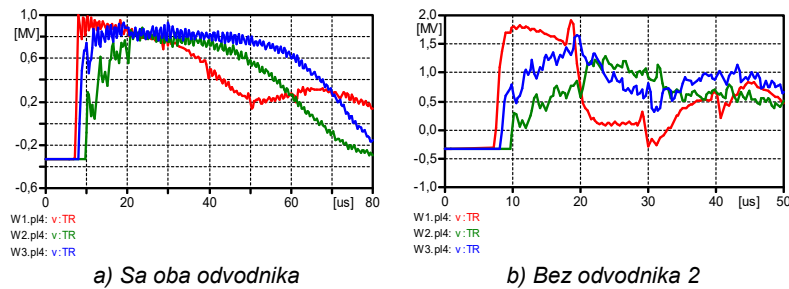 1,0
[MV]
0,6
0,2
-0,2
-0,6
0
20
40
60
[us]
80
W1.pl4: v:TR
W2.pl4: v:TR
W3.pl4: v:TR
a) Sa oba odvodnika
2,0
[MV]
1,5
1,0
0,5
0,0
-0,5
-1,0
0
10
20
30
40
[us]
50
W1.pl4: v:TR
W2.pl4: v:TR
W3.pl4: v:TR
b) Bez odvodnika 2